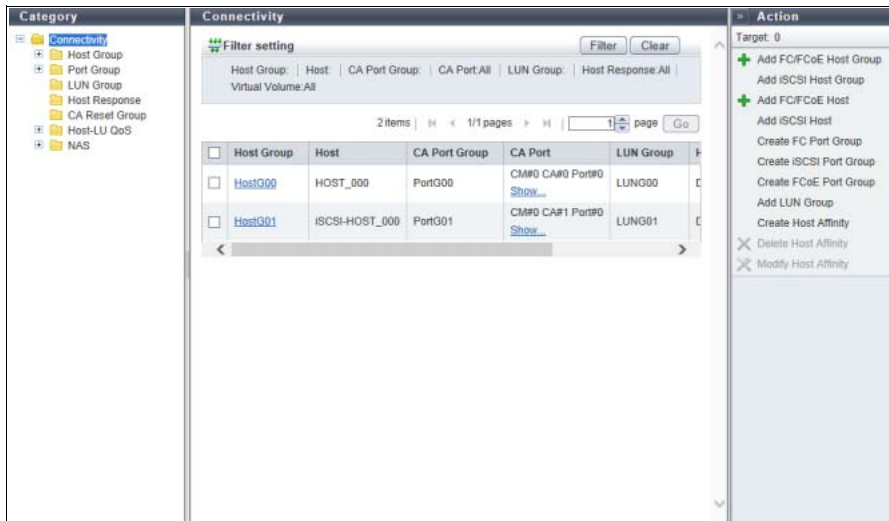 Category
Connectivity
Host Group
Port Group
LUN Group
Host Response
CA Reset Group
Host-LU QoS
NAS
Connectivity
Filter setting
Filter Clear
Host Group: | Host: | CA Port Group: | CA Port:All | LUN Group: | Host Response:All |
Virtual Volume:All
2 items | 1/1 pages | 1 page Go
Host Group Host CA Port Group CA Port LUN Group H
HostG00 HOST_000 PortG00 CM#0 CA#0 Port#0 LUNG00 D
Show...
HostG01 iSCSI-HOST_000 PortG01 CM#0 CA#1 Port#0 LUNG01 D
Show...
» Action
Target: 0
Add FC/FCoE Host Group
Add iSCSI Host Group
Add FC/FCoE Host
Add iSCSI Host
Create FC Port Group
Create iSCSI Port Group
Create FCoE Port Group
Add LUN Group
Create Host Affinity
Delete Host Affinity
Modify Host Affinity